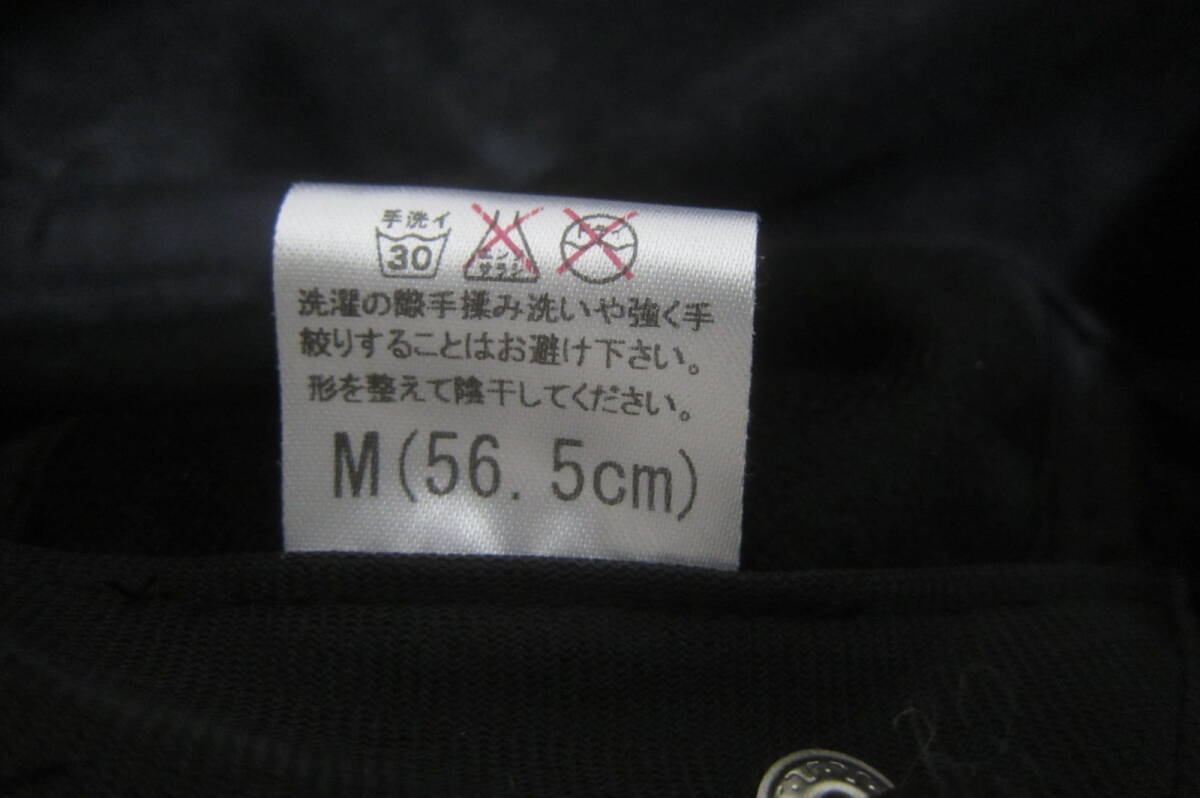 手洗イ
30
エンソ
サラシ
ドライ
洗濯の際手揉み洗いや強く手
絞りすることはお避け下さい。
形を整えて陰干してください。
M(56.5cm)